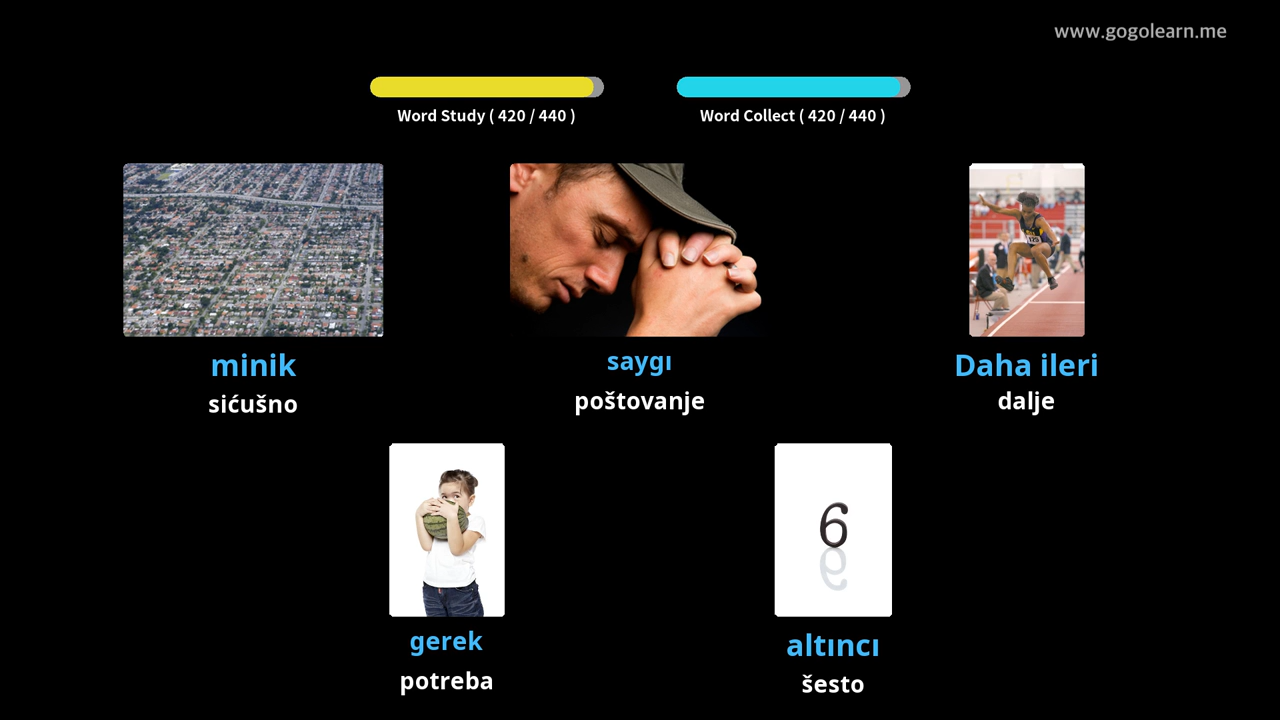 www.gogolearn.me
Word Study ( 420 / 440 )
Word Collect ( 420 / 440 )
minik
sićušno
saygı
poštovanje
Daha ileri
dalje
gerek
potreba
6
altıncı
šesto